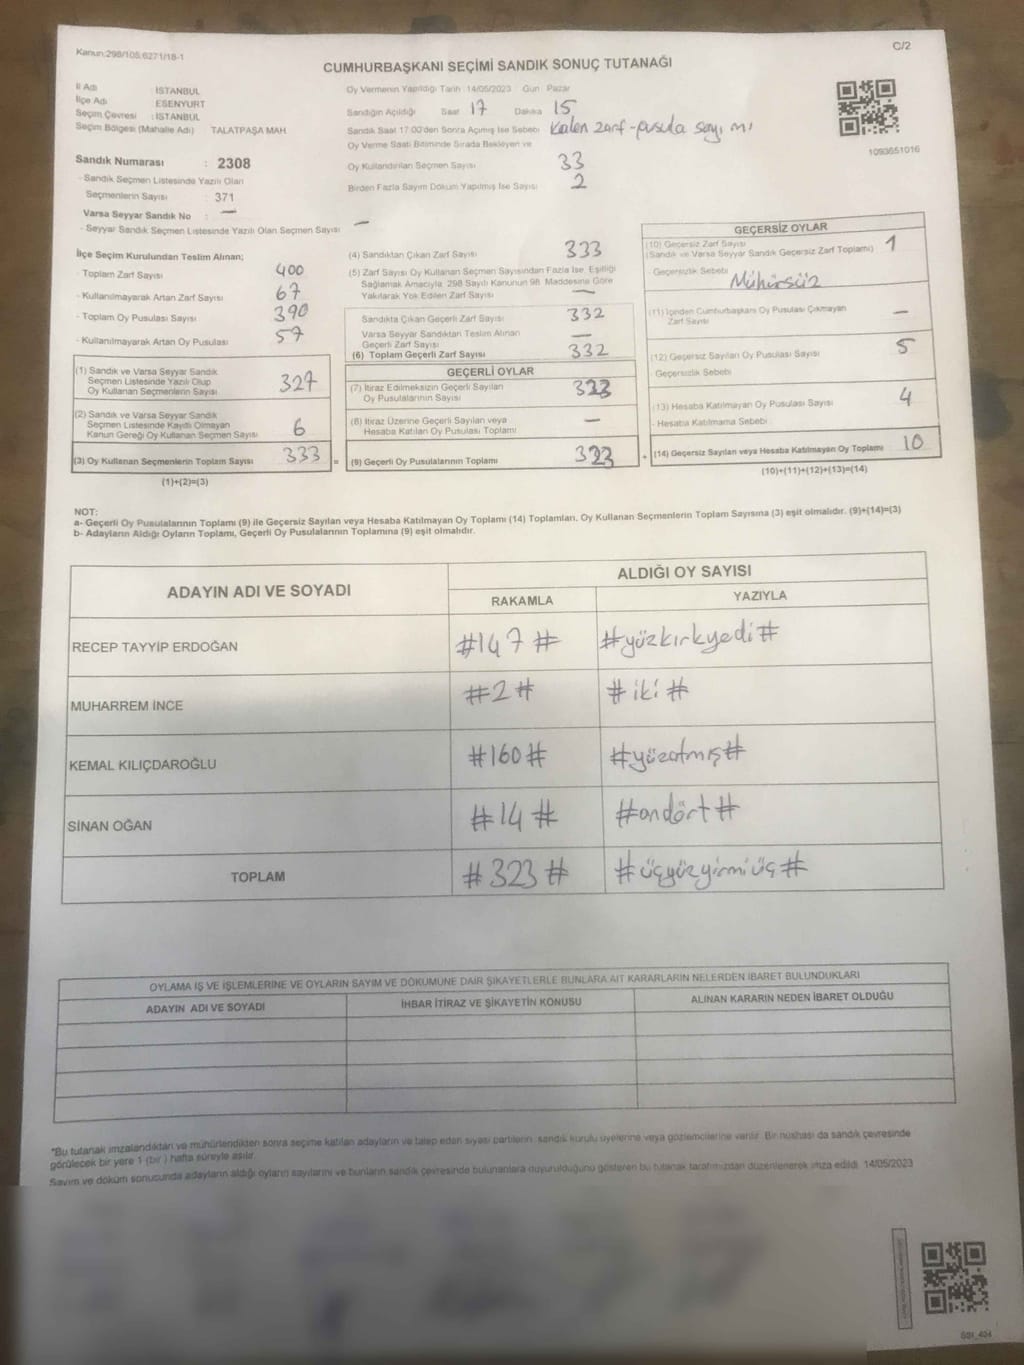 Kanun:298/105,6271/18-1
C/2
CUMHURBAŞKANI SEÇİMİ SANDIK SONUÇ TUTANAĞI
İl Adı İSTANBUL
İlçe Adı ESENYURT
Seçim Çevresi : İSTANBUL
Seçim Bölgesi (Mahalle Adı) TALATPAŞA MAH.
Sandık Numarası : 2308
- Sandık Seçmen Listesinde Yazılı Olan
Seçmenlerin Sayısı : 371
Varsa Seyyar Sandık No : —
- Seyyar Sandık Seçmen Listesinde Yazılı Olan Seçmen Sayısı —
Oy Vermenin Yapıldığı Tarih 14/05/2023 Gün Pazar
Sandığın Açıldığı Saat 17 Dakika 15
Sandık Saat 17:00'den Sonra Açılmış İse Sebebi Kalen zarf-pusula sayımı
Oy Verme Saati Bitiminde Sırada Bekleyen ve
Oy Kullandırılan Seçmen Sayısı 33
Birden Fazla Sayım Döküm Yapılmış İse Sayısı 2
1093651016
İlçe Seçim Kurulundan Teslim Alınan;
- Toplam Zarf Sayısı 400
- Kullanılmayarak Artan Zarf Sayısı 67
- Toplam Oy Pusulası Sayısı 390
- Kullanılmayarak Artan Oy Pusulası 57
(1) Sandık ve Varsa Seyyar Sandık
Seçmen Listesinde Yazılı Olup
Oy Kullanan Seçmenlerin Sayısı 327
(2) Sandık ve Varsa Seyyar Sandık
Seçmen Listesinde Kayıtlı Olmayan
Kanun Gereği Oy Kullanan Seçmen Sayısı 6
(3) Oy Kullanan Seçmenlerin Toplam Sayısı 333 =
(1)+(2)=(3)
(4) Sandıktan Çıkan Zarf Sayısı 333
(5) Zarf Sayısı Oy Kullanan Seçmen Sayısından Fazla İse, Eşitliği
Sağlamak Amacıyla, 298 Sayılı Kanunun 98. Maddesine Göre
Yakılarak Yok Edilen Zarf Sayısı —
Sandıkta Çıkan Geçerli Zarf Sayısı 332
Varsa Seyyar Sandıktan Teslim Alınan
Geçerli Zarf Sayısı —
(6) Toplam Geçerli Zarf Sayısı 332
GEÇERLİ OYLAR
(7) İtiraz Edilmeksizin Geçerli Sayılan
Oy Pusulalarının Sayısı 323
(8) İtiraz Üzerine Geçerli Sayılan veya
Hesaba Katılan Oy Pusulası Toplamı —
(9) Geçerli Oy Pusulalarının Toplamı 323 +
GEÇERSİZ OYLAR
(10) Geçersiz Zarf Sayısı
(Sandık ve Varsa Seyyar Sandık Geçersiz Zarf Toplamı) 1
- Geçersizlik Sebebi Mühürsüz
(11) İçinden Cumhurbaşkanı Oy Pusulası Çıkmayan
Zarf Sayısı —
(12) Geçersiz Sayılan Oy Pusulası Sayısı 5
- Geçersizlik Sebebi
(13) Hesaba Katılmayan Oy Pusulası Sayısı 4
- Hesaba Katılmama Sebebi
(14) Geçersiz Sayılan veya Hesaba Katılmayan Oy Toplamı 10
(10)+(11)+(12)+(13)=(14)
NOT:
a- Geçerli Oy Pusulalarının Toplamı (9) ile Geçersiz Sayılan veya Hesaba Katılmayan Oy Toplamı (14) Toplamları, Oy Kullanan Seçmenlerin Toplam Sayısına (3) eşit olmalıdır. (9)+(14)=(3)
b- Adayların Aldığı Oyların Toplamı, Geçerli Oy Pusulalarının Toplamına (9) eşit olmalıdır.
ADAYIN ADI VE SOYADI ALDIĞI OY SAYISI
RAKAMLA YAZIYLA
RECEP TAYYİP ERDOĞAN #147# #yüzkırkyedi#
MUHARREM İNCE #2# #iki#
KEMAL KILIÇDAROĞLU #160# #yüzatmış#
SİNAN OĞAN #14# #ondört#
TOPLAM #323# #üçyüzyirmiüç#
OYLAMA İŞ VE İŞLEMLERİNE VE OYLARIN SAYIM VE DÖKÜMÜNE DAİR ŞİKAYETLERLE BUNLARA AİT KARARLARIN NELERDEN İBARET BULUNDUKLARI
ADAYIN ADI VE SOYADI İHBAR İTİRAZ VE ŞİKAYETİN KONUSU ALINAN KARARIN NEDEN İBARET OLDUĞU
*Bu tutanak imzalandıktan ve mühürlendikten sonra seçime katılan adayların ve talep eden siyasi partilerin sandık kurulu üyelerine veya gözlemcilerine verilir. Bir nüshası da sandık çevresinde
görülecek bir yere 1 (bir ) hafta süreyle asılır.
Sayım ve döküm sonucunda adayların aldığı oyların sayılarını ve bunların sandık çevresinde bulunanlara duyurulduğunu gösteren bu tutanak tarafımızdan düzenlenerek imza edildi. 14/05/2023